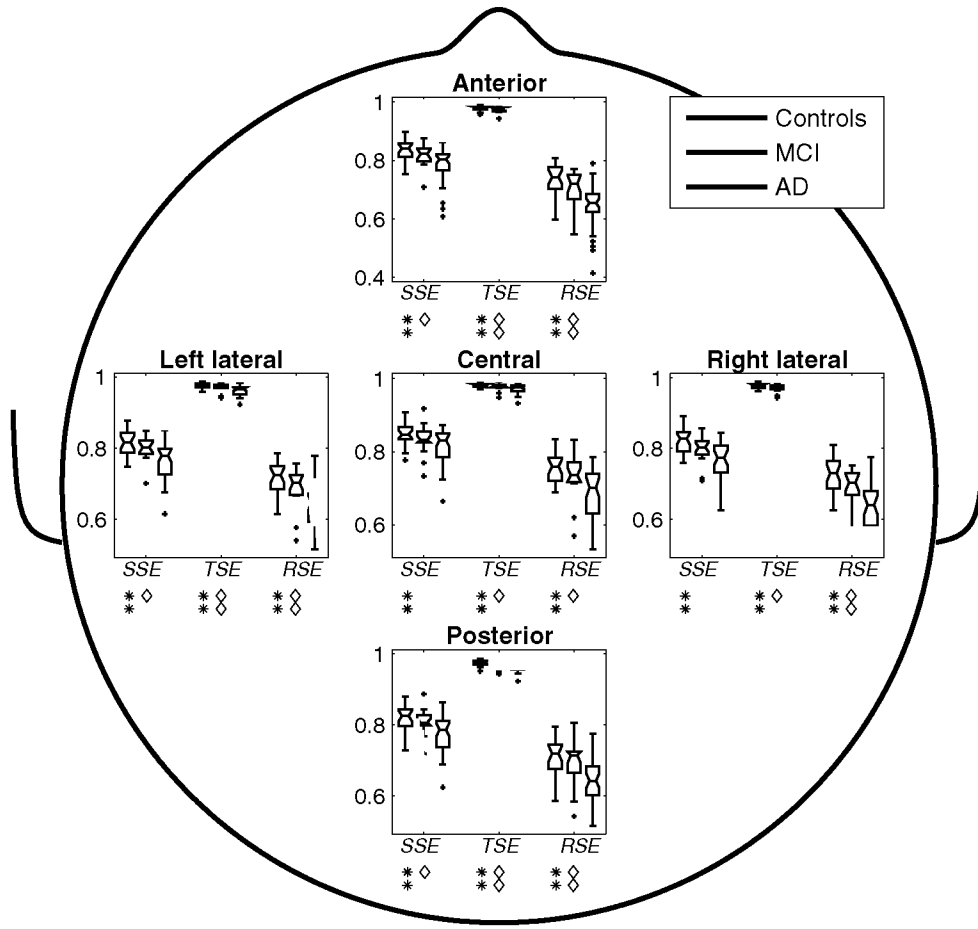 Anterior
1
0.8
0.6
0.4
SSE TSE RSE
* ◇ * ◇ * ◇
* * ◇ * ◇
Controls
MCI
AD
Left lateral
1
0.8
0.6
SSE TSE RSE
* ◇ * ◇ * ◇
* * ◇ * ◇
Central
1
0.8
0.6
SSE TSE RSE
* * ◇ * ◇
* * *
Right lateral
1
0.8
0.6
SSE TSE RSE
* * ◇ * ◇
* * * ◇
Posterior
1
0.8
0.6
SSE TSE RSE
* ◇ * ◇ * ◇
* * ◇ * ◇